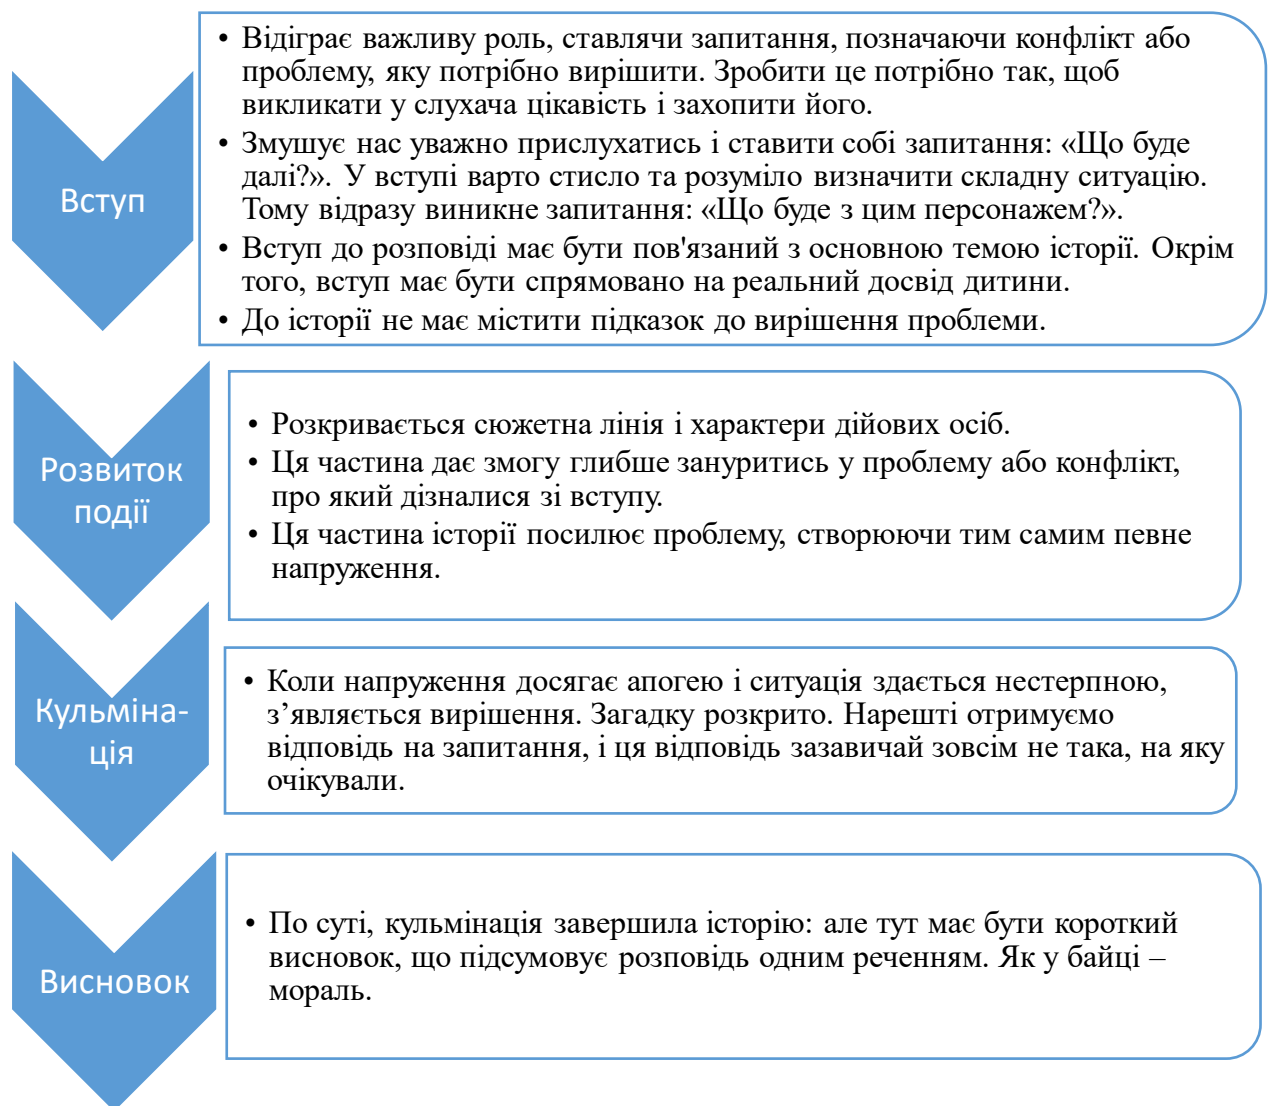 Вступ
• Відіграє важливу роль, ставлячи запитання, позначаючи конфлікт або
проблему, яку потрібно вирішити. Зробити це потрібно так, щоб
викликати у слухача цікавість і захопити його.
• Змушує нас уважно прислухатись і ставити собі запитання: «Що буде
далі?». У вступі варто стисло та розуміло визначити складну ситуацію.
Тому відразу виникне запитання: «Що буде з цим персонажем?».
• Вступ до розповіді має бути пов'язаний з основною темою історії. Окрім
того, вступ має бути спрямовано на реальний досвід дитини.
• До історії не має містити підказок до вирішення проблеми.
Розвиток
події
• Розкривається сюжетна лінія і характери дійових осіб.
• Ця частина дає змогу глибше зануритись у проблему або конфлікт,
про який дізналися зі вступу.
• Ця частина історії посилює проблему, створюючи тим самим певне
напруження.
Кульміна-
ція
• Коли напруження досягає апогею і ситуація здається нестерпною,
з’являється вирішення. Загадку розкрито. Нарешті отримуємо
відповідь на запитання, і ця відповідь зазавичай зовсім не така, на яку
очікували.
Висновок
• По суті, кульмінація завершила історію: але тут має бути короткий
висновок, що підсумовує розповідь одним реченням. Як у байці –
мораль.